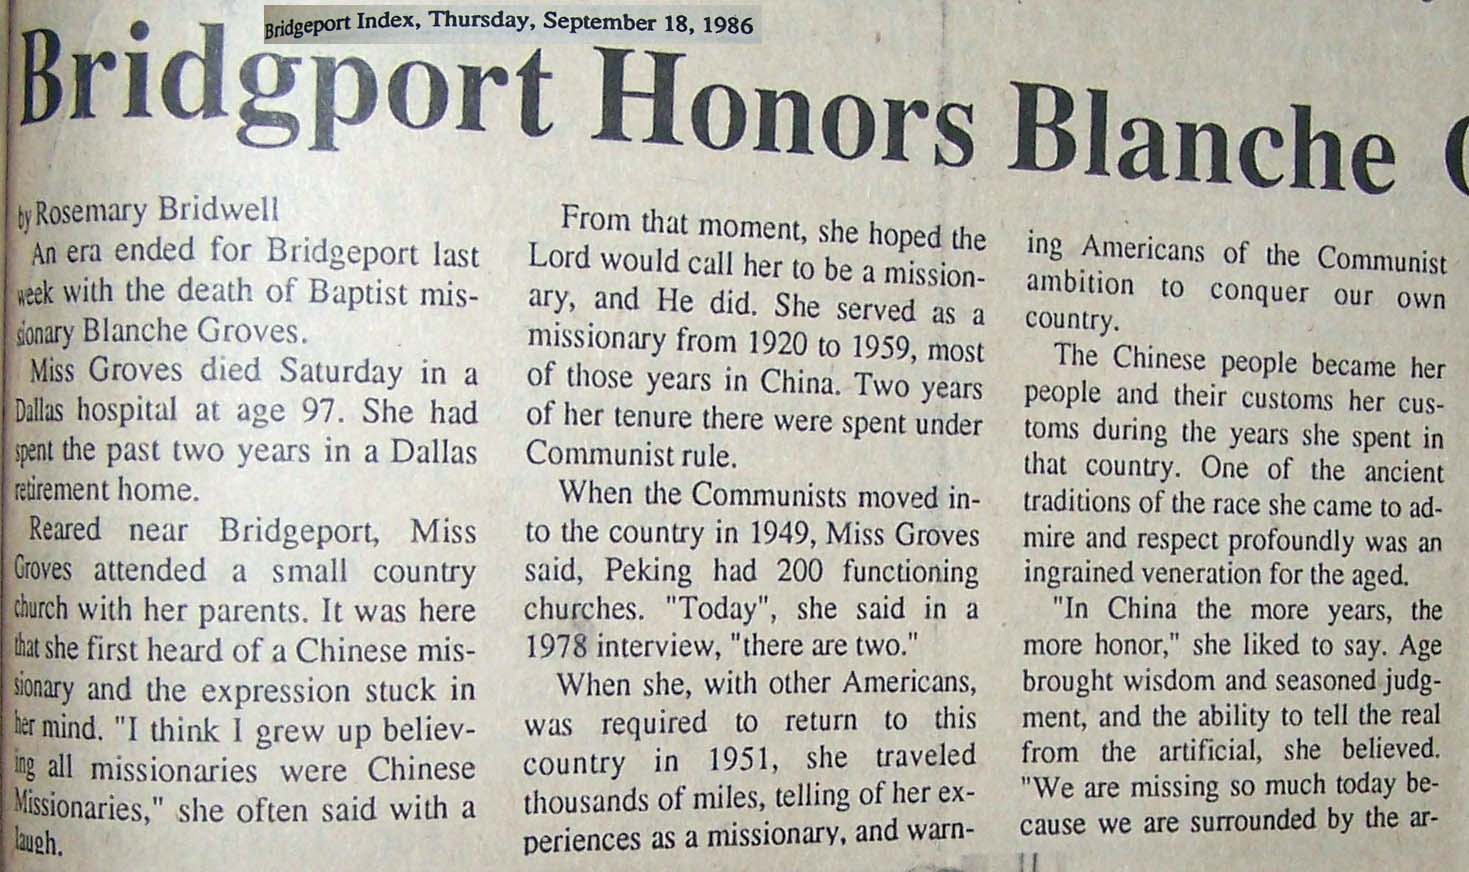 Bridgeport Index, Thursday, September 18, 1986
Bridgport Honors Blanche
by Rosemary Bridwell
An era ended for Bridgeport last
week with the death of Baptist mis-
sionary Blanche Groves.
Miss Groves died Saturday in a
Dallas hospital at age 97. She had
spent the past two years in a Dallas
retirement home.
Reared near Bridgeport, Miss
Groves attended a small country
church with her parents. It was here
that she first heard of a Chinese mis-
sionary and the expression stuck in
her mind. "I think I grew up believ-
ing all missionaries were Chinese
Missionaries," she often said with a
laugh.
From that moment, she hoped the
Lord would call her to be a mission-
ary, and He did. She served as a
missionary from 1920 to 1959, most
of those years in China. Two years
of her tenure there were spent under
Communist rule.
When the Communists moved in-
to the country in 1949, Miss Groves
said, Peking had 200 functioning
churches. "Today", she said in a
1978 interview, "there are two."
When she, with other Americans,
was required to return to this
country in 1951, she traveled
thousands of miles, telling of her ex-
periences as a missionary, and warn-
ing Americans of the Communist
ambition to conquer our own
country.
The Chinese people became her
people and their customs her cus-
toms during the years she spent in
that country. One of the ancient
traditions of the race she came to ad-
mire and respect profoundly was an
ingrained veneration for the aged.
"In China the more years, the
more honor," she liked to say. Age
brought wisdom and seasoned judg-
ment, and the ability to tell the real
from the artificial, she believed.
"We are missing so much today be-
cause we are surrounded by the ar-